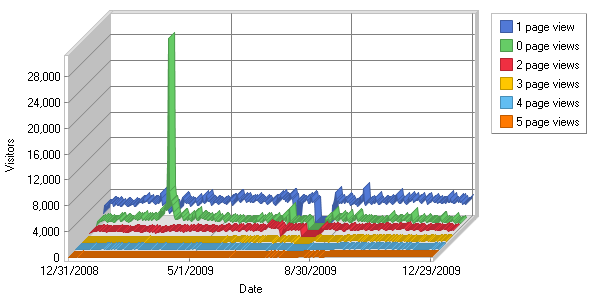 1 page view
0 page views
2 page views
3 page views
4 page views
5 page views
28,000
24,000
20,000
16,000
12,000
8,000
4,000
0
Visitors
12/31/2008
5/1/2009
8/30/2009
12/29/2009
Date